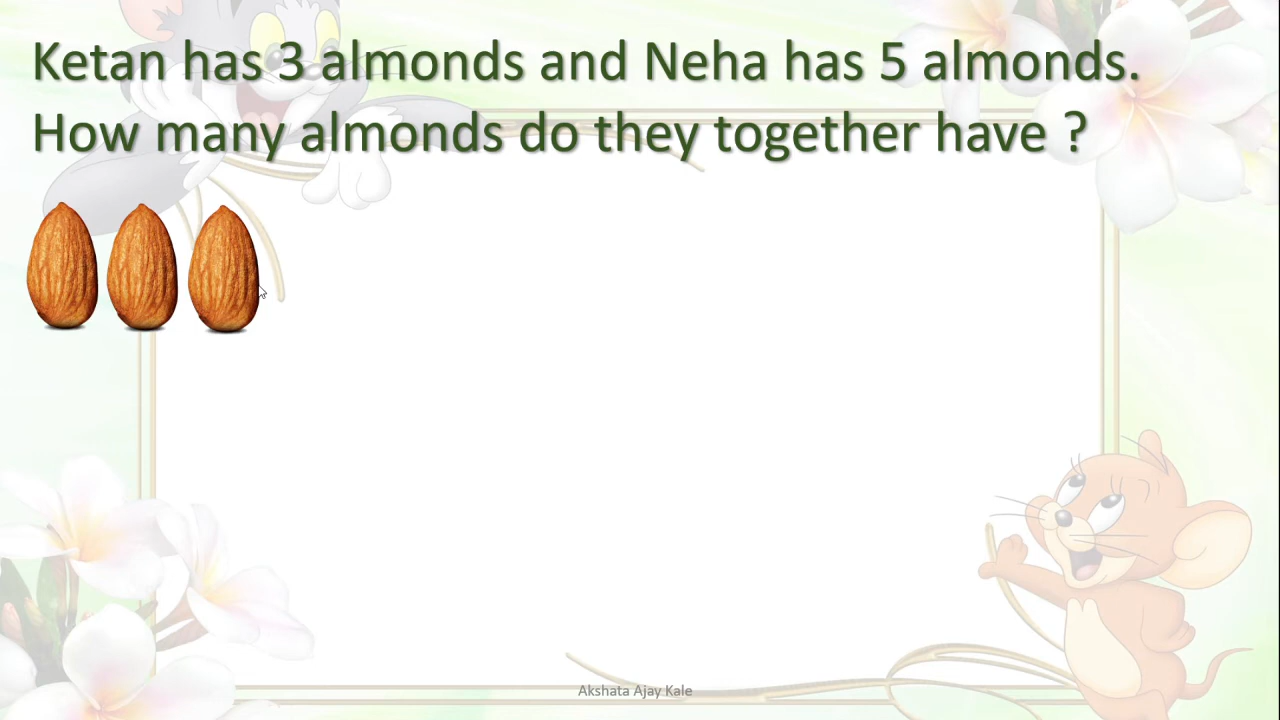 Ketan has 3 almonds and Neha has 5 almonds.
How many almonds do they together have ?
Akshata Ajay Kale